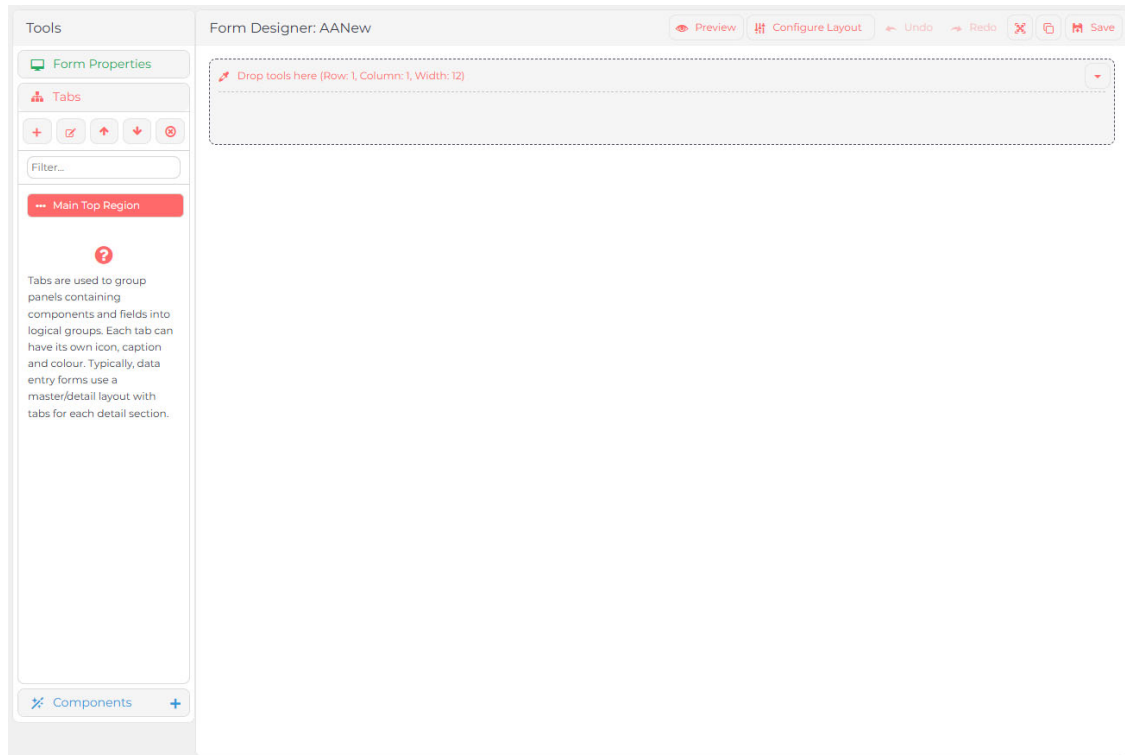 Tools
Form Designer: AANew
Preview
Configure Layout
Undo
Redo
Save
Form Properties
Tabs
Filter...
Main Top Region
Tabs are used to group
panels containing
components and fields into
logical groups. Each tab can
have its own icon, caption
and colour. Typically, data
entry forms use a
master/detail layout with
tabs for each detail section.
Components
Drop tools here (Row: 1, Column: 1, Width: 12)